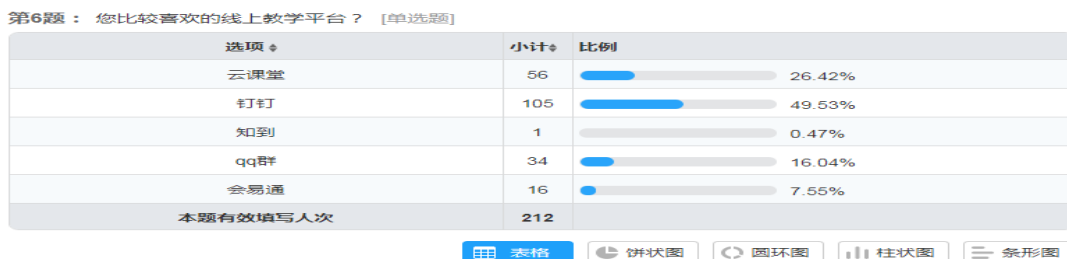 第6题： 您比较喜欢的线上教学平台？ [单选题]
选项 小计 比例
云课堂 56 26.42%
钉钉 105 49.53%
知到 1 0.47%
qq群 34 16.04%
会易通 16 7.55%
本题有效填写人次 212
表格 饼状图 圆环图 柱状图 条形图